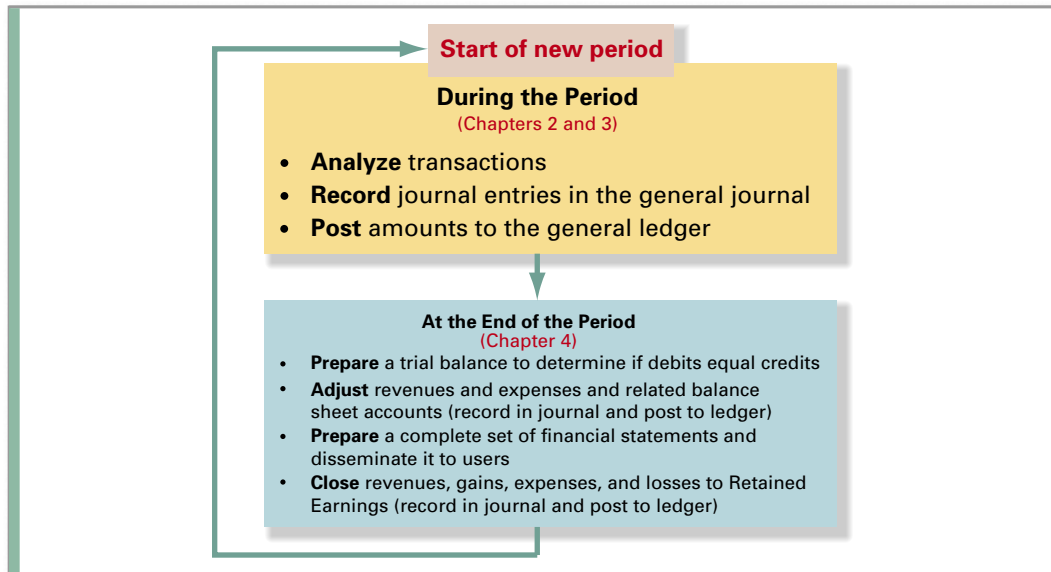 Start of new period
During the Period
(Chapters 2 and 3)
• Analyze transactions
• Record journal entries in the general journal
• Post amounts to the general ledger
At the End of the Period
(Chapter 4)
• Prepare a trial balance to determine if debits equal credits
• Adjust revenues and expenses and related balance
sheet accounts (record in journal and post to ledger)
• Prepare a complete set of financial statements and
disseminate it to users
• Close revenues, gains, expenses, and losses to Retained
Earnings (record in journal and post to ledger)